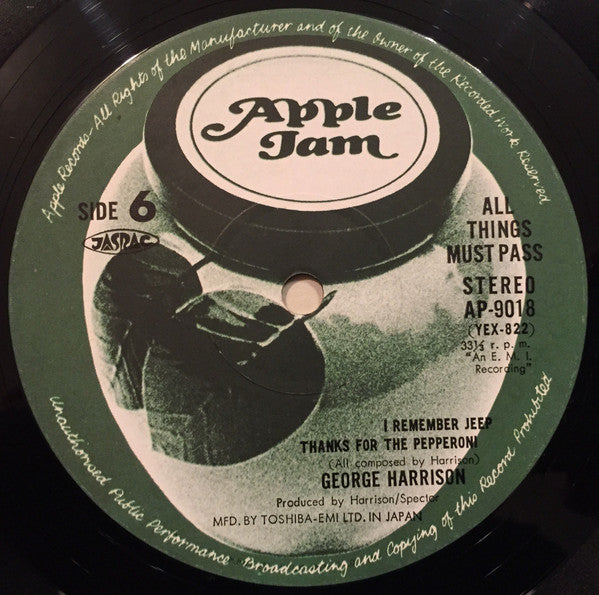 Apple Records - All Rights of the Manufacturer and of the Owner of the Recorded Work Reserved
Apple
Jam
SIDE 6
JASRAC
ALL
THINGS
MUST PASS
STEREO
AP-9018
(YEX-822)
33⅓ r. p. m.
"An E. M. I.
Recording"
I REMEMBER JEEP
THANKS FOR THE PEPPERONI
(All composed by Harrison)
GEORGE HARRISON
Produced by Harrison/Spector
MFD. BY TOSHIBA-EMI LTD. IN JAPAN
Unauthorised Public Performance - Broadcasting and Copying of this Record Prohibited